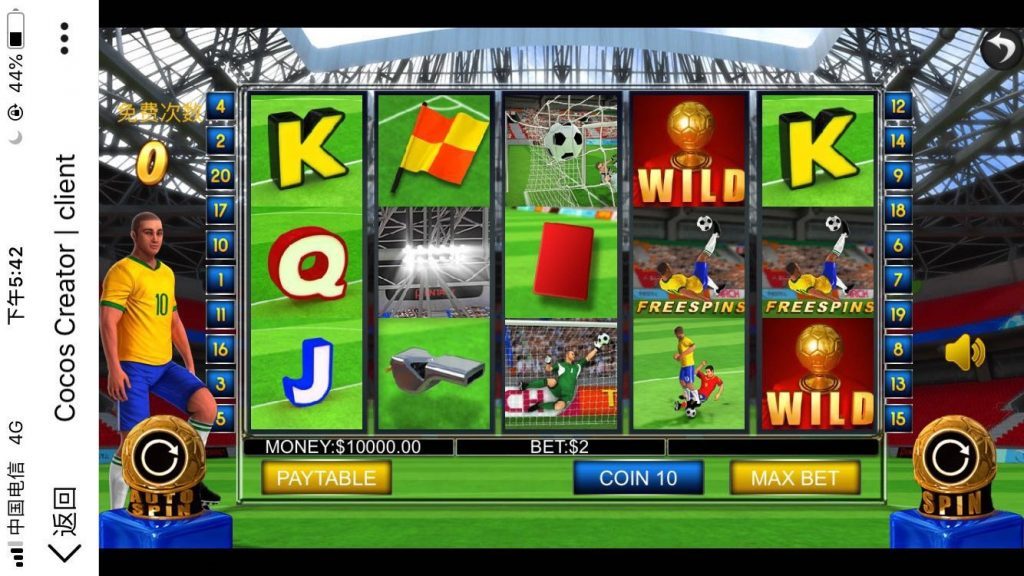 中国电信 4G 下午5:42 44%
返回 Cocos Creator | client •••
免费次数
0
4
2
20
17
10
1
11
16
3
5
K
WILD
K
Q
FREESPINS
FREESPINS
J
WILD
12
14
9
18
6
7
19
8
13
15
10
AUTO
SPIN
SPIN
MONEY:$10000.00 BET:$2
PAYTABLE COIN 10 MAX BET